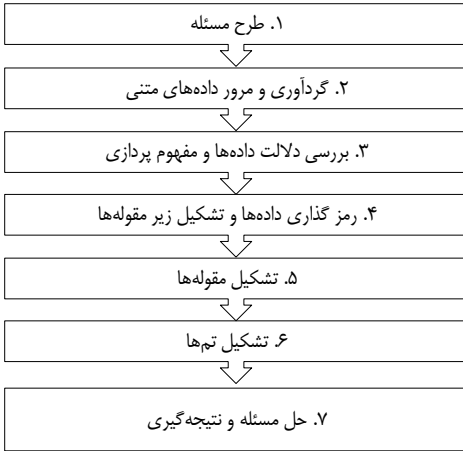 ۱. طرح مسئله
۲. گردآوری و مرور داده‌های متنی
۳. بررسی دلالت داده‌ها و مفهوم پردازی
۴. رمز گذاری داده‌ها و تشکیل زیر مقوله‌ها
۵. تشکیل مقوله‌ها
۶. تشکیل تم‌ها
۷. حل مسئله و نتیجه‌گیری